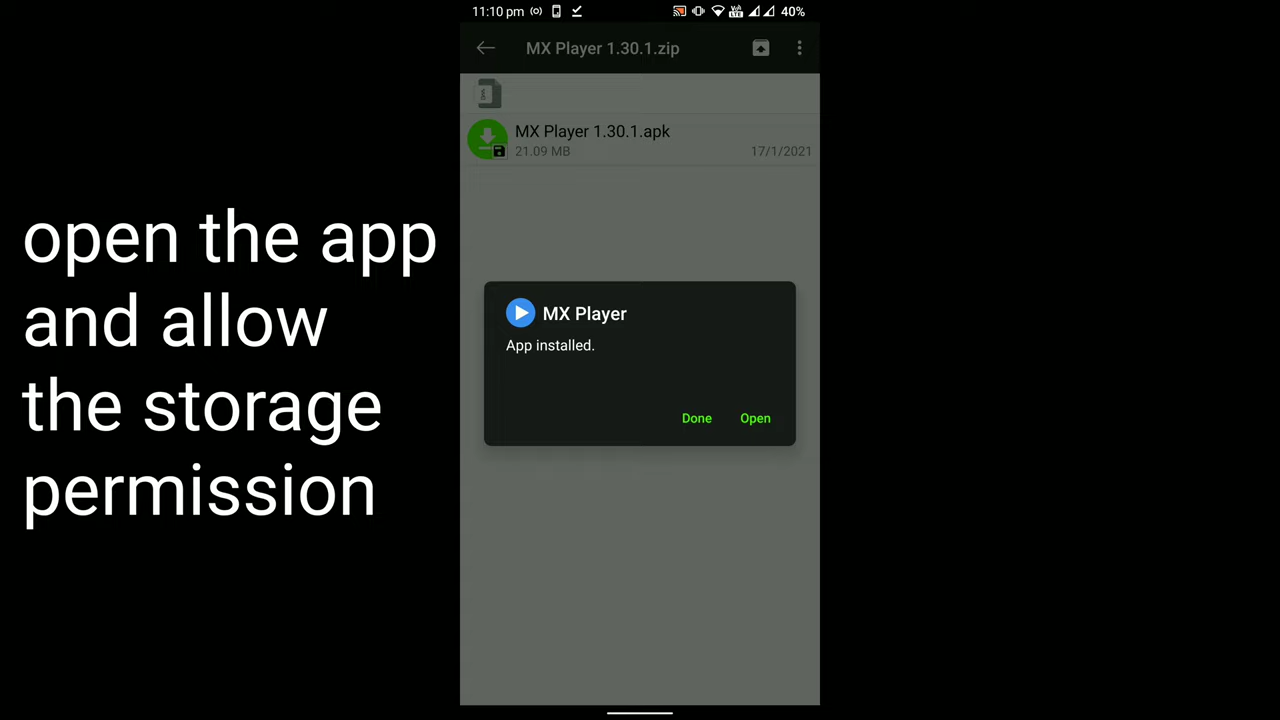 11:10 pm
40%
MX Player 1.30.1.zip
MX Player 1.30.1.apk
21.09 MB
17/1/2021
open the app
and allow
the storage
permission
MX Player
App installed.
Done
Open